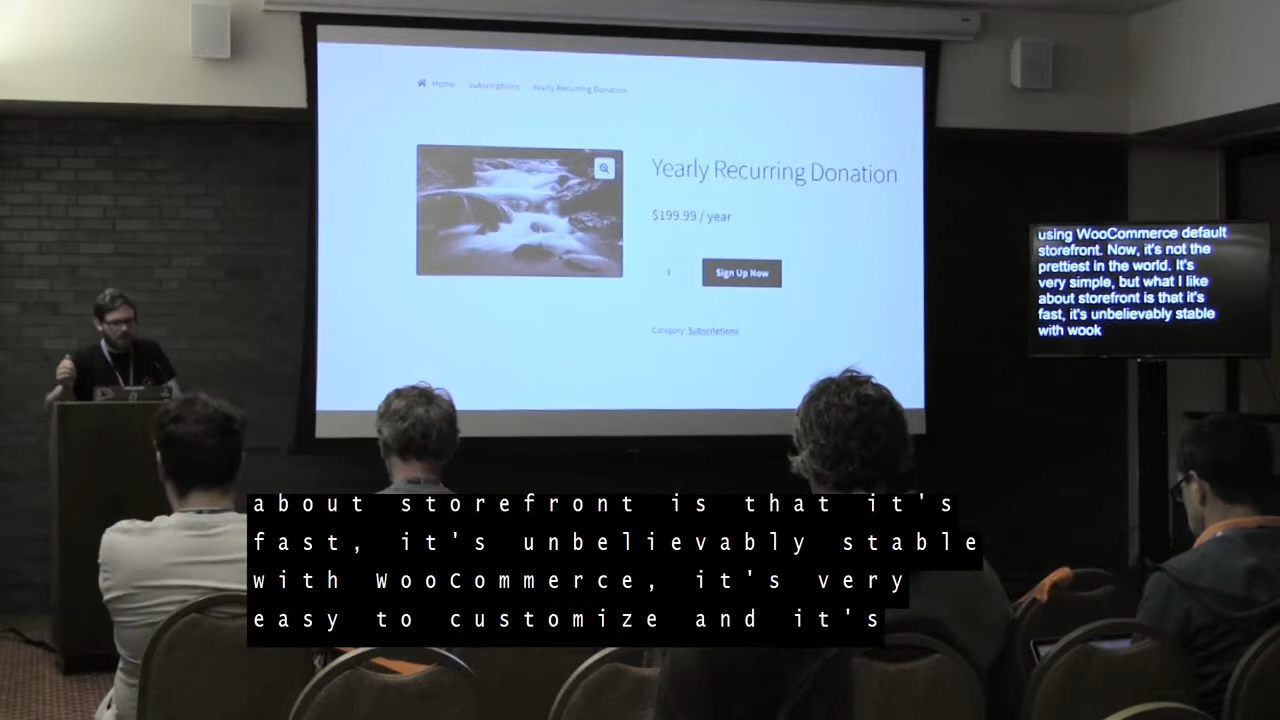 Home Subscriptions Yearly Recurring Donation
Yearly Recurring Donation
$199.99 / year
1 Sign Up Now
Category: Subscriptions
using WooCommerce default
storefront. Now, it's not the
prettiest in the world. It's
very simple, but what I like
about storefront is that it's
fast, it's unbelievably stable
with wook
about storefront is that it's
fast, it's unbelievably stable
with WooCommerce, it's very
easy to customize and it's